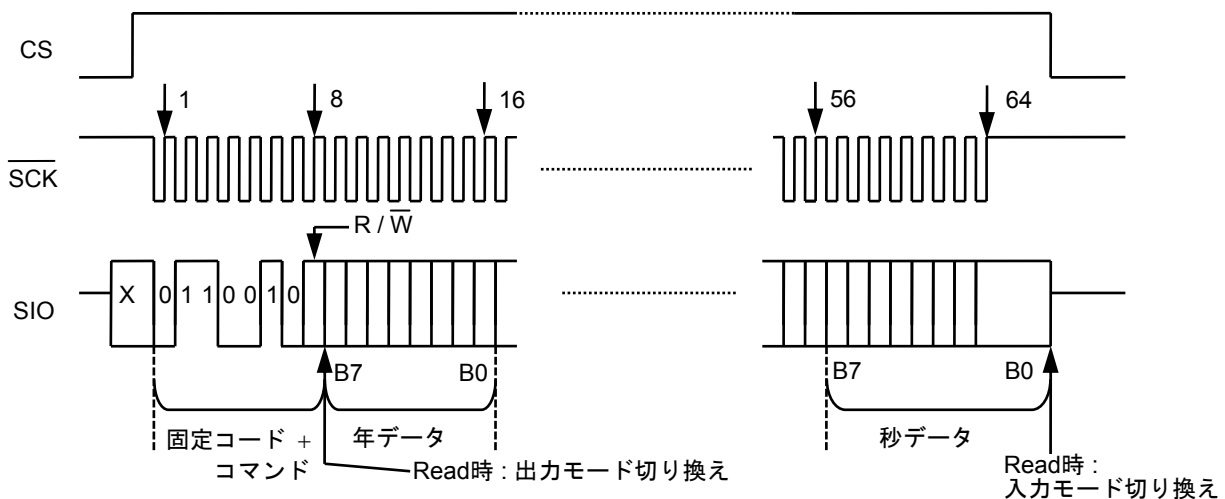 CS
1 8 16 56 64
SCK
R / W
SIO
X 0 1 1 0 0 1 0
B7 B0 B7 B0
固定コード + コマンド
年データ
秒データ
Read時 : 出力モード切り換え
Read時 :
入力モード切り換え